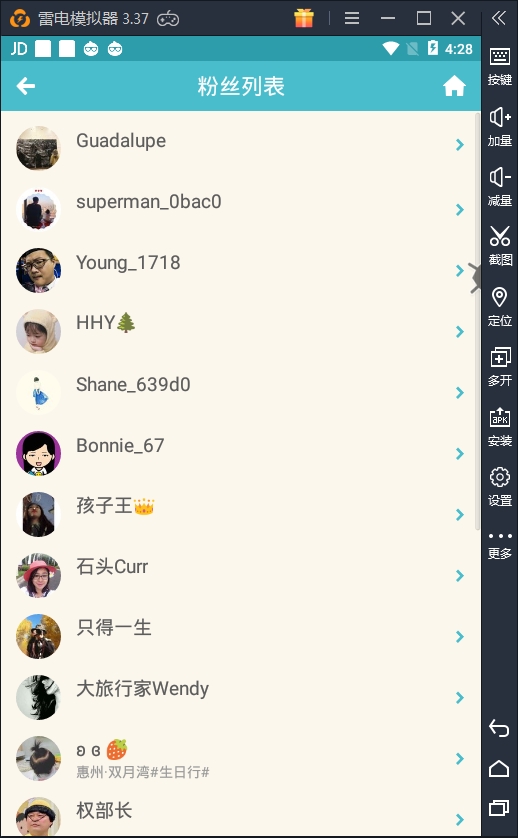 雷电模拟器 3.37
JD
4:28
粉丝列表
Guadalupe
superman_0bac0
Young_1718
HHY🌲
Shane_639d0
Bonnie_67
孩子王👑
石头Curr
只得一生
大旅行家Wendy
ʚ ɞ 🍓
惠州·双月湾#生日行#
权部长
按键
加量
减量
截图
定位
多开
APK
安装
设置
更多